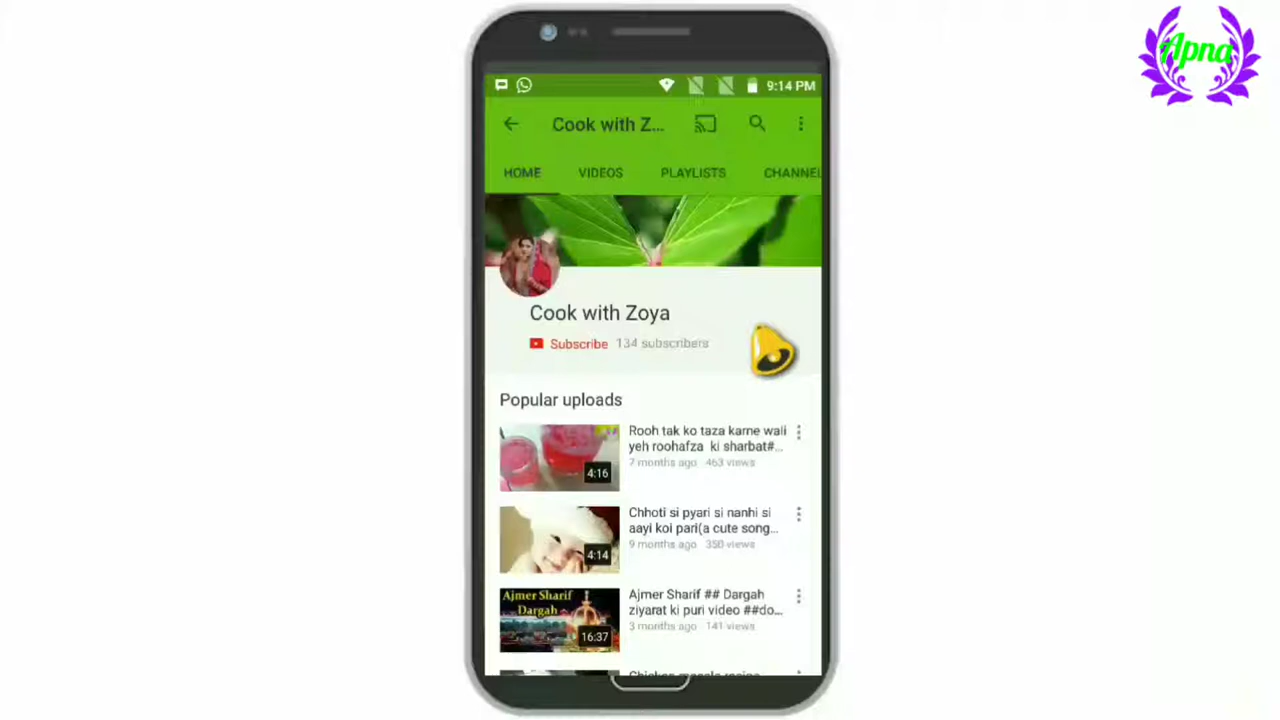 Apna
9:14 PM
Cook with Z...
HOME VIDEOS PLAYLISTS CHANNEL
Cook with Zoya
Subscribe 134 subscribers
Popular uploads
Rooh tak ko taza karne wali
yeh roohafza ki sharbat#...
7 months ago 463 views
4:16
Chhoti si pyari si nanhi si
aayi koi pari(a cute song...
9 months ago 350 views
4:14
Ajmer Sharif
Dargah
16:37
Ajmer Sharif ## Dargah
ziyarat ki puri video ##do...
3 months ago 141 views